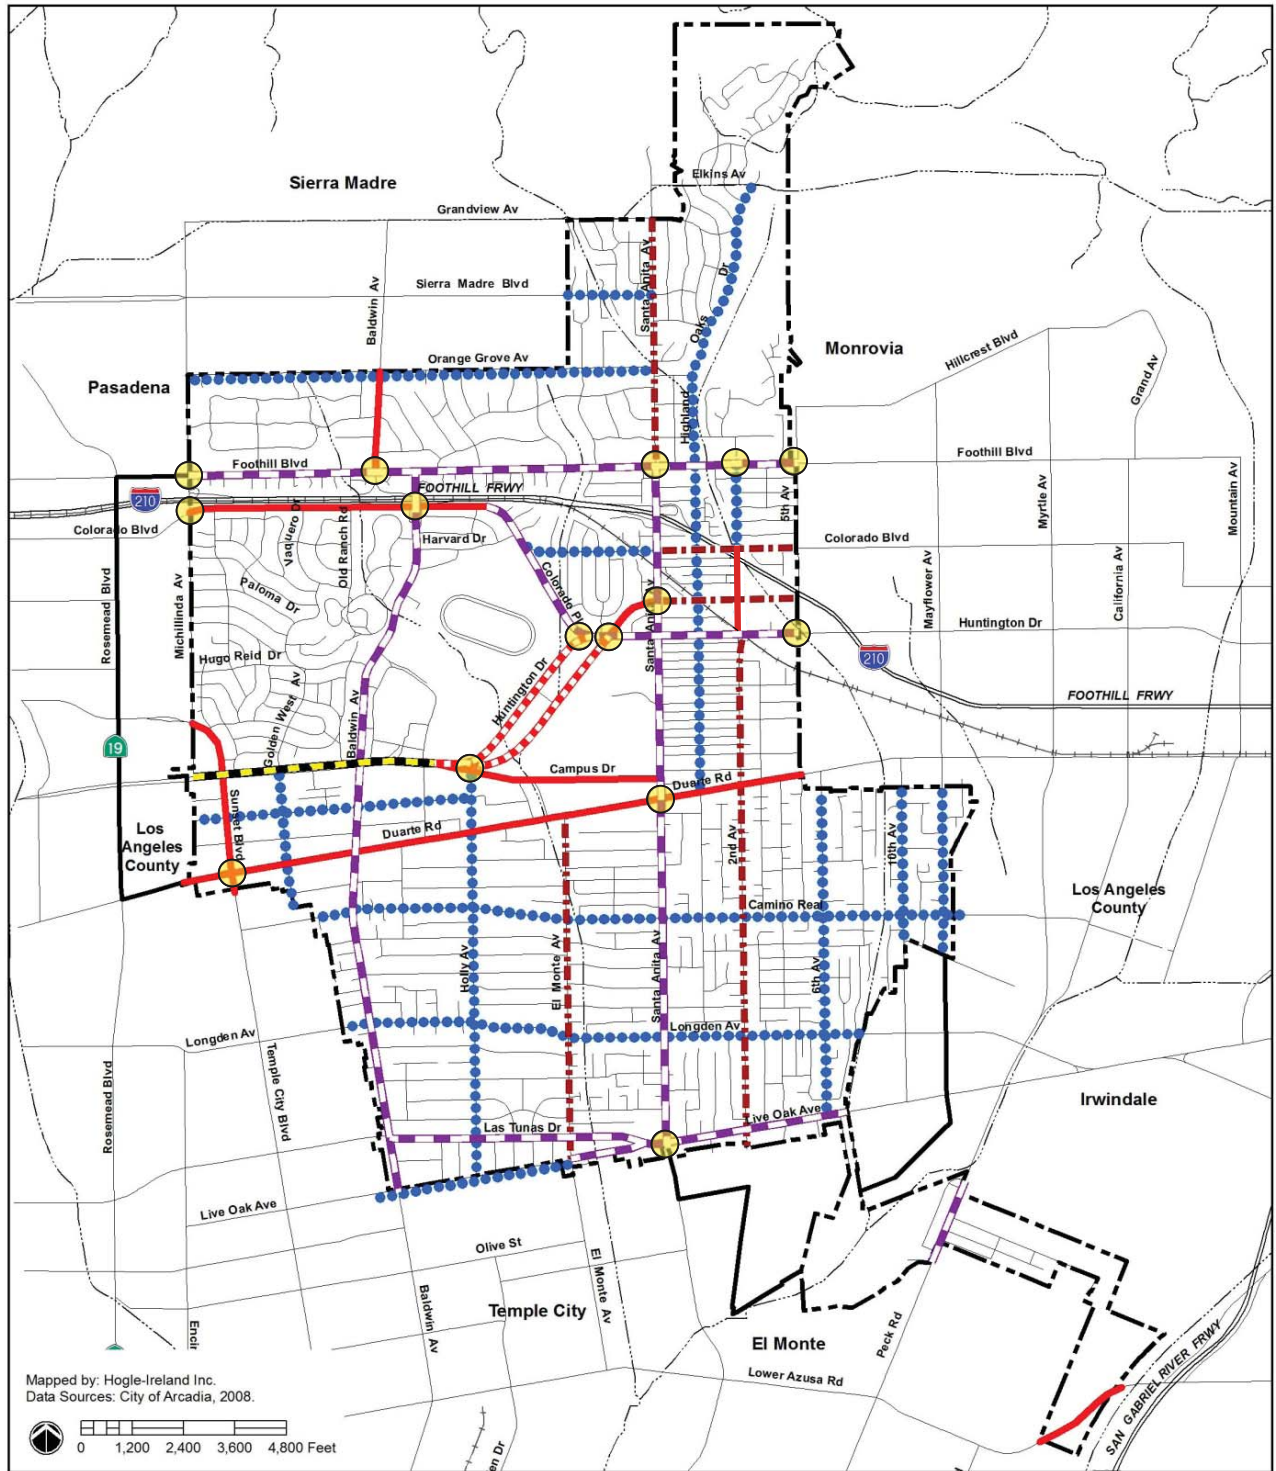 Elkins Av
Sierra Madre
Grandview Av
Santa Anita Av
Baldwin Av
Sierra Madre Blvd
Highland Oaks Dr
Monrovia
Hillcrest Blvd
Orange Grove Av
Pasadena
Grand Av
Foothill Blvd
Foothill Blvd
FOOTHILL FRWY
210
5th Av
Myrtle Av
Mountain Av
Colorado Blvd
Vaquero Dr
Old Ranch Rd
Harvard Dr
Colorado Blvd
Rosemead Blvd
Michillinda Av
Paloma Dr
Colorado Pl
Santa Anita Av
Mayflower Av
California Av
Huntington Dr
Hugo Reid Dr
210
Golden West Av
Baldwin Av
Huntington Dr
FOOTHILL FRWY
19
Campus Dr
Duarte Rd
Sunset Blvd
Los
Angeles
County
Duarte Rd
2nd Av
10th Av
Los Angeles
County
Camino Real
Holly Av
El Monte Av
Santa Anita Av
6th Av
Longden Av
Longden Av
Rosemead Blvd
Temple City Blvd
Irwindale
Las Tunas Dr
Live Oak Ave
Live Oak Ave
Olive St
El Monte Av
Baldwin Av
Temple City
El Monte
Peck Rd
Lower Azusa Rd
SAN GABRIEL RIVER FRWY
Encin
Mapped by: Hogle-Ireland Inc.
Data Sources: City of Arcadia, 2008.
0 1,200 2,400 3,600 4,800 Feet
en Dr